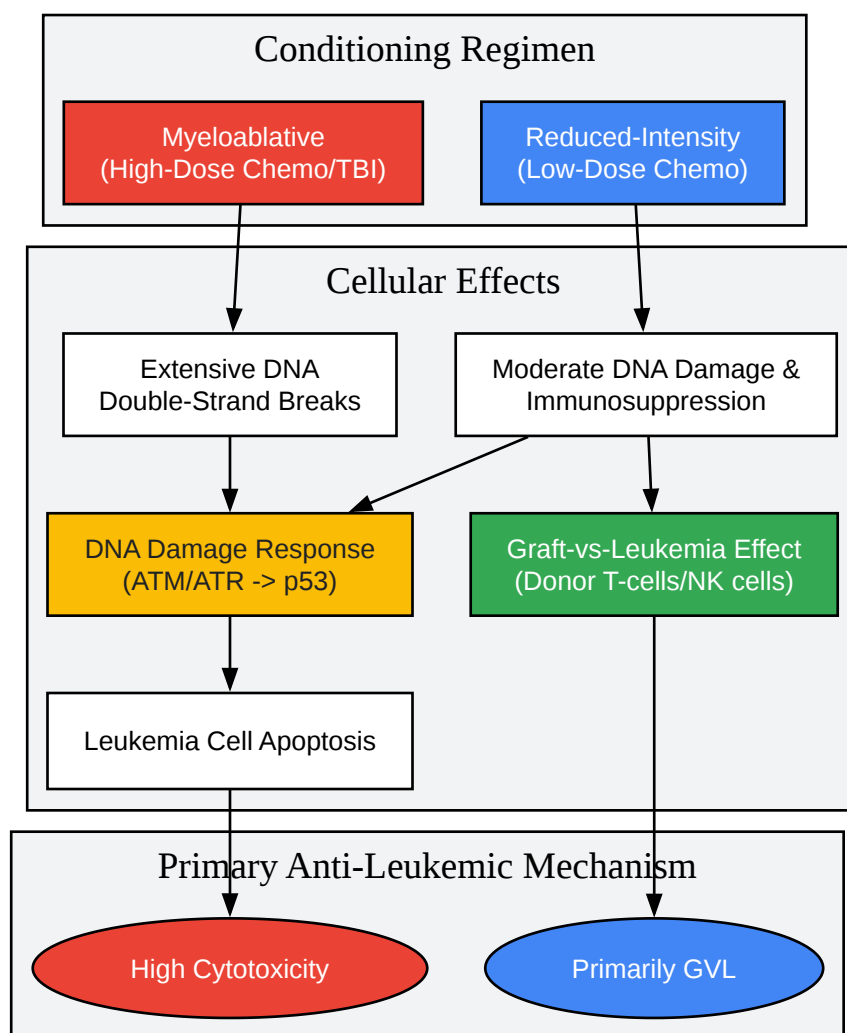 Conditioning Regimen
Myeloablative
(High-Dose Chemo/TBI)
Reduced-Intensity
(Low-Dose Chemo)
Cellular Effects
Extensive DNA
Double-Strand Breaks
Moderate DNA Damage &
Immunosuppression
DNA Damage Response
(ATM/ATR -> p53)
Graft-vs-Leukemia Effect
(Donor T-cells/NK cells)
Leukemia Cell Apoptosis
Primary Anti-Leukemic Mechanism
High Cytotoxicity
Primarily GVL